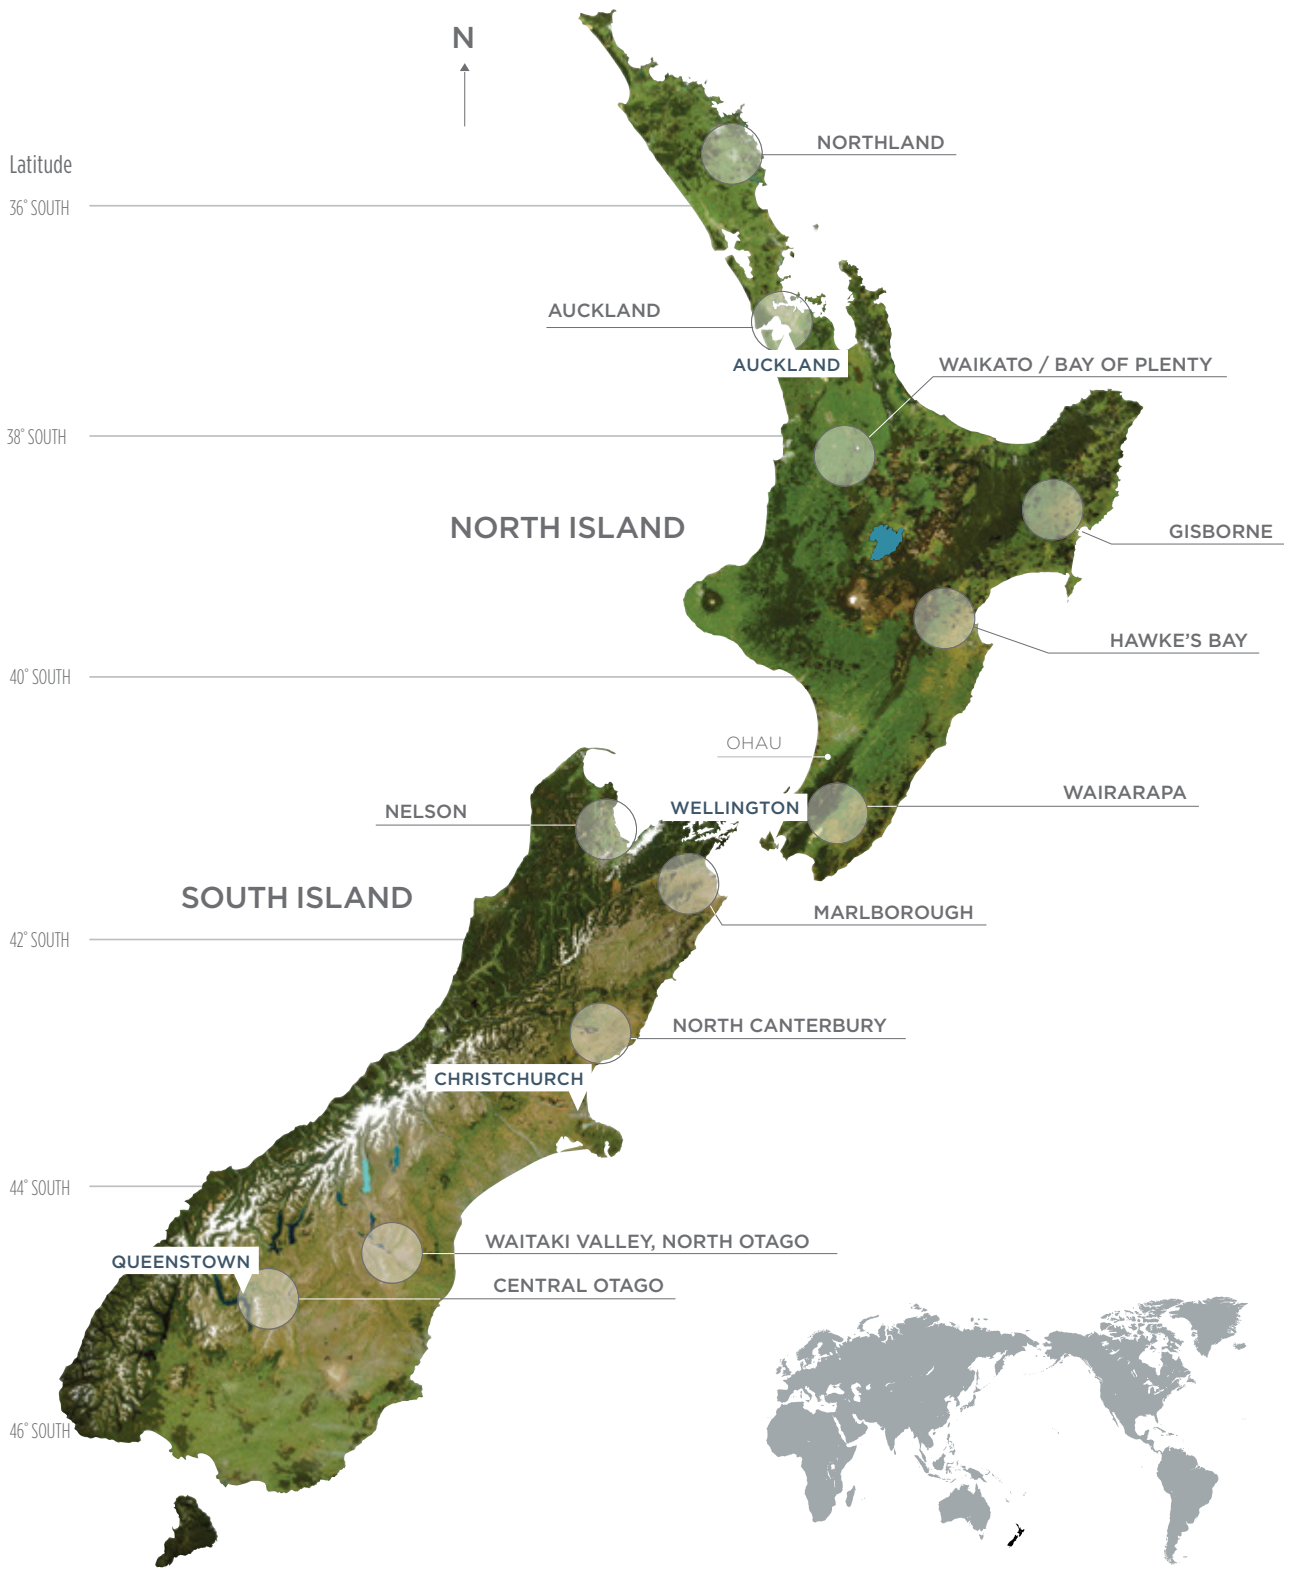 N
NORTHLAND
Latitude
36° SOUTH
AUCKLAND
AUCKLAND
WAIKATO / BAY OF PLENTY
38° SOUTH
NORTH ISLAND
GISBORNE
HAWKE'S BAY
40° SOUTH
OHAU
WAIRARAPA
WELLINGTON
NELSON
SOUTH ISLAND
MARLBOROUGH
42° SOUTH
NORTH CANTERBURY
CHRISTCHURCH
44° SOUTH
WAITAKI VALLEY, NORTH OTAGO
QUEENSTOWN
CENTRAL OTAGO
46° SOUTH